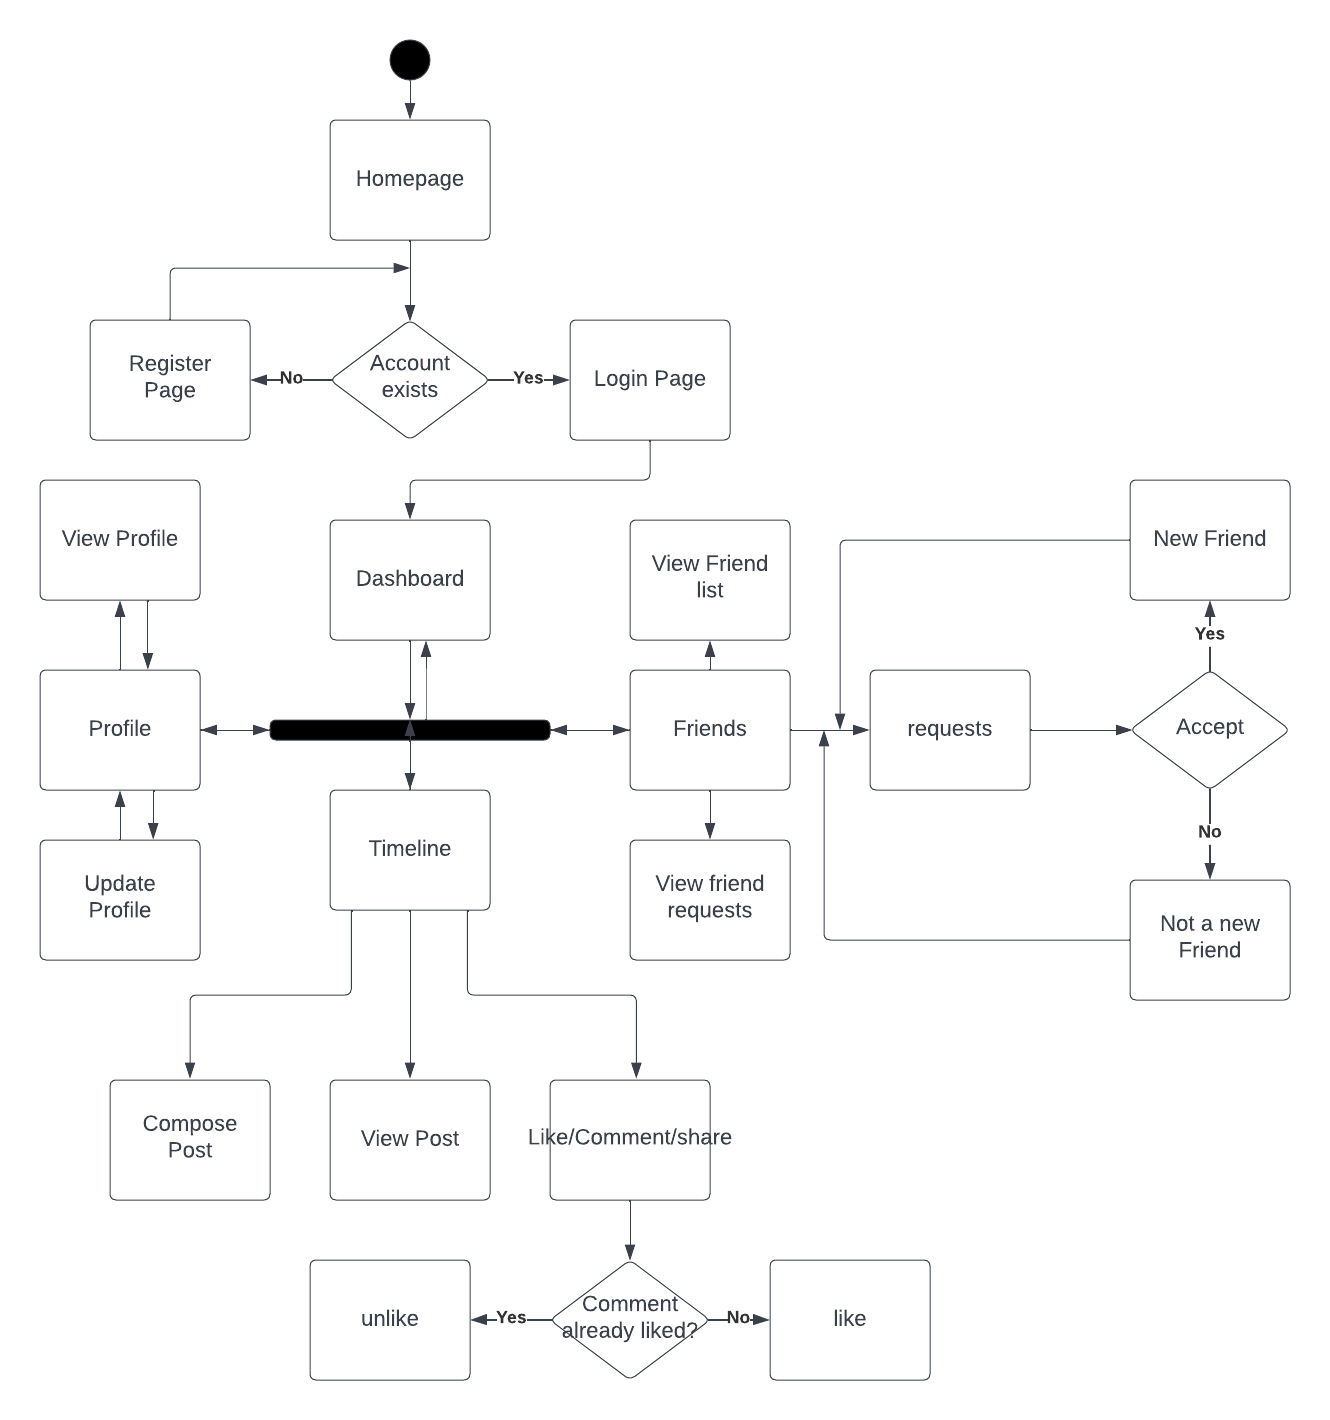 Homepage
Register
Page
No
Account
exists
Yes
Login Page
View Profile
Dashboard
View Friend
list
New Friend
Yes
Profile
Friends
requests
Accept
No
Timeline
Update
Profile
View friend
requests
Not a new
Friend
Compose
Post
View Post
Like/Comment/share
unlike
Yes
Comment
already liked?
No
like